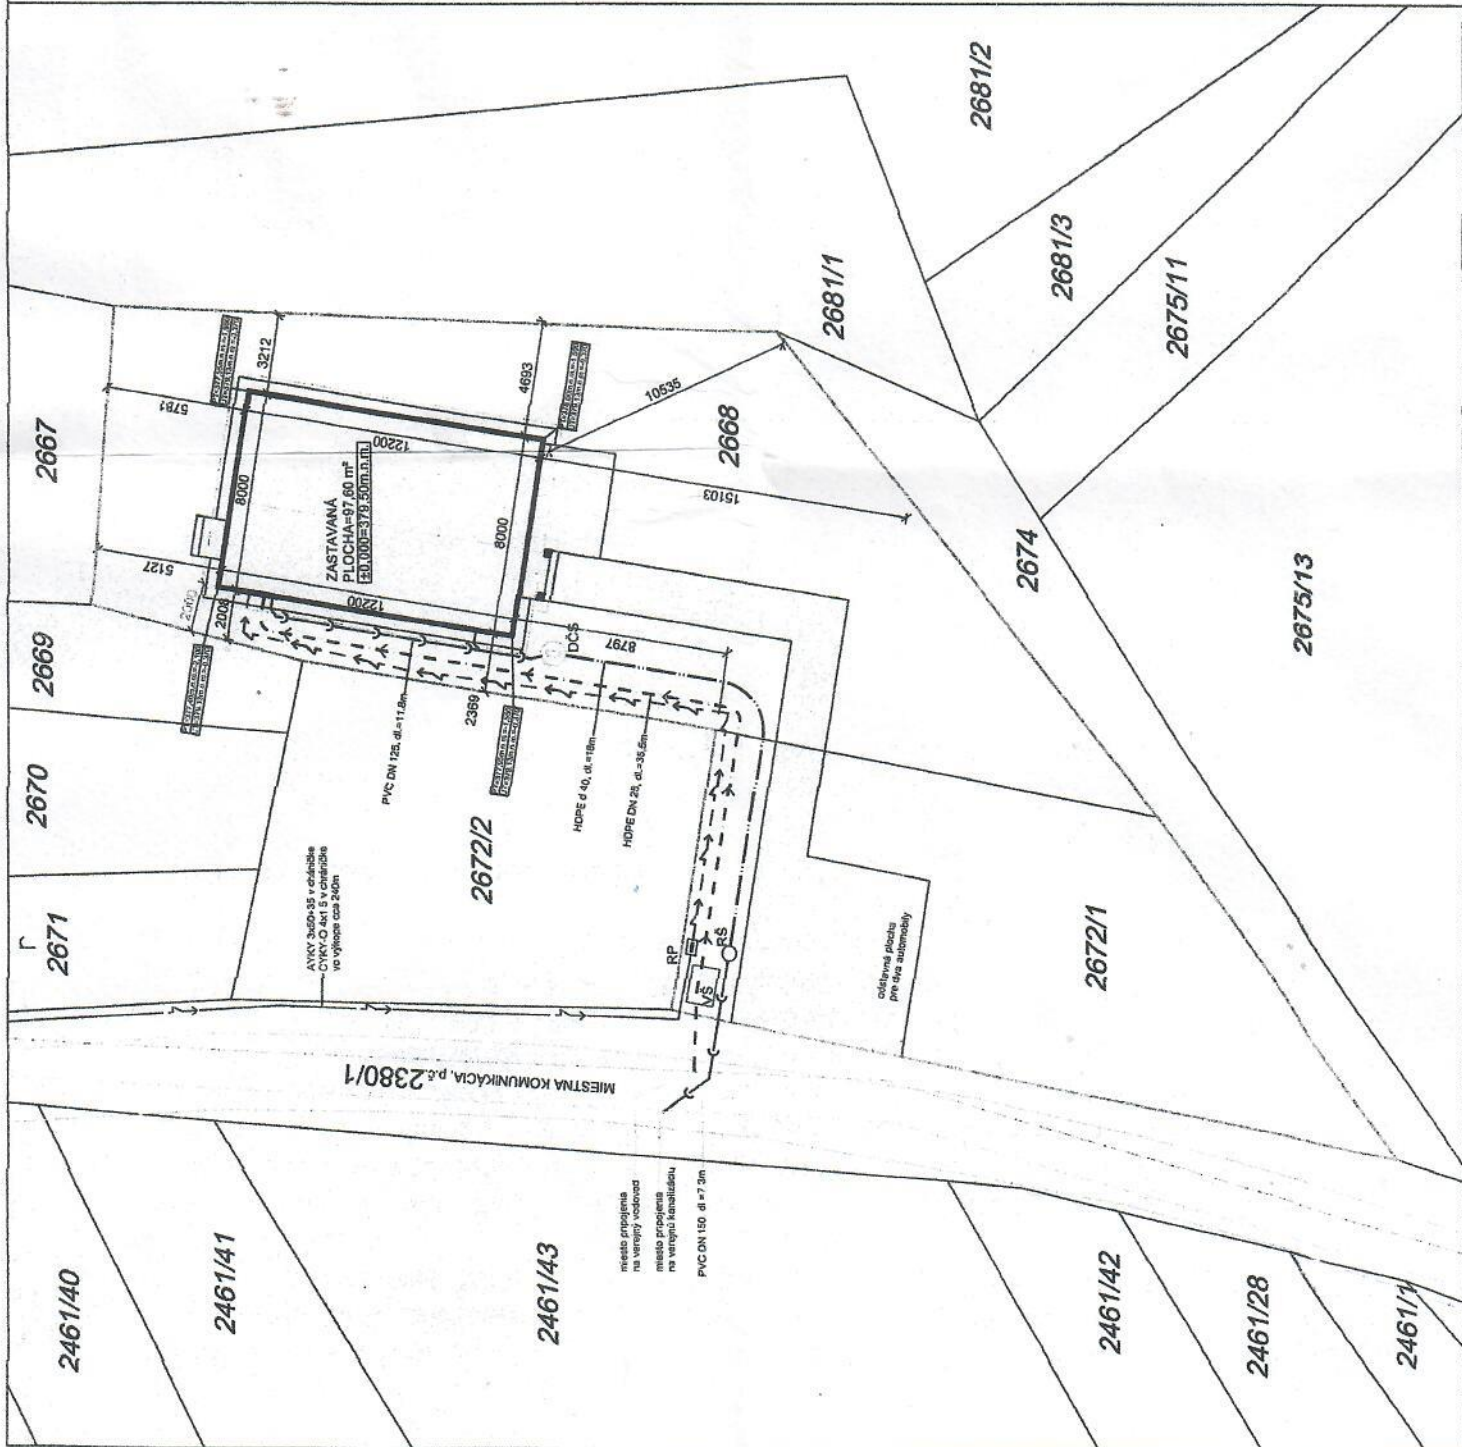 2671
2670
2669
2667
2681/2
5781
5127
3212
2000
2008
8000
12200
12200
ZASTAVANÁ
PLOCHA=97,60 m²
±0,000=379,50m.n.m.
8000
4693
10535
2668
15103
2681/1
2681/3
2675/11
2674
2675/13
DČS
8797
2369
PVC DN 125, dl.=11.8m
HDPE d 40, dl.=18m
HDPE DN 25, dl.=35,5m
2672/2
AYKY 3x50+35 v chráničke
CYKY-O 4x1 5 v chráničke
vo výkope cca 240m
RP
RŠ
VŠ
odstavná plocha
pre dva automobily
2672/1
MIESTNA KOMUNIKÁCIA, p.č.2380/1
miesto pripojenia
na verejný vodovod
miesto pripojenia
na verejnú kanalizáciu
PVC DN 150 dl =7 3m
2461/40
2461/41
2461/43
2461/42
2461/28
2461/1